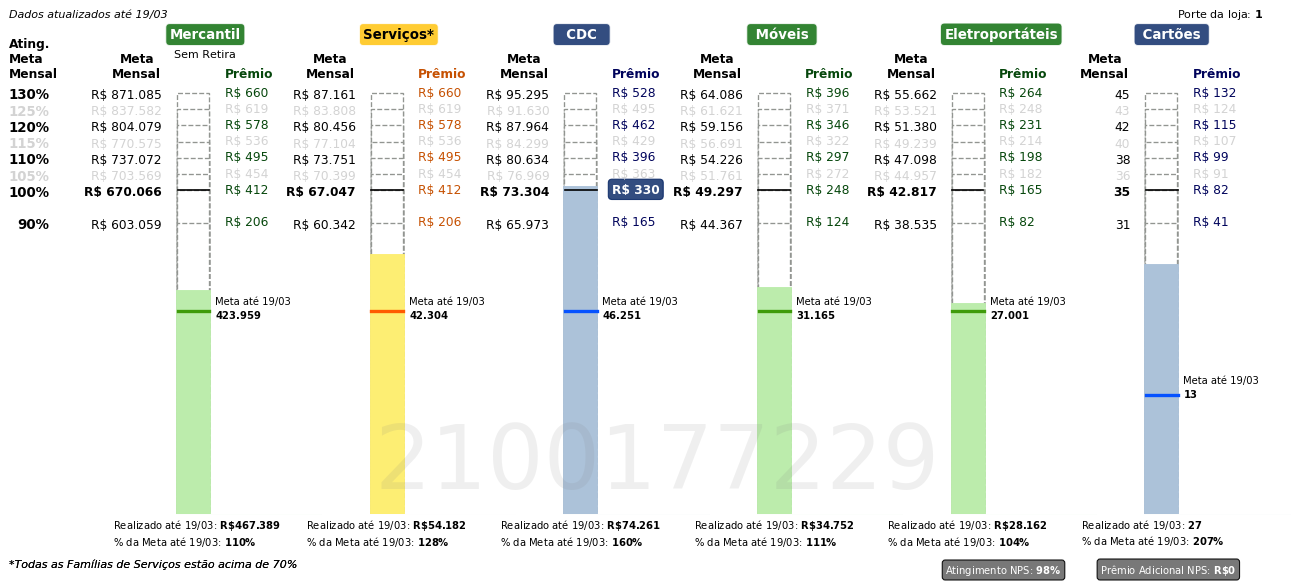 Dados atualizados até 19/03
Porte da loja: 1
Mercantil Serviços* CDC Móveis Eletroportáteis Cartões
Sem Retira
Ating. Meta Mensal
Meta Mensal Prêmio Meta Mensal Prêmio Meta Mensal Prêmio Meta Mensal Prêmio Meta Mensal Prêmio Meta Mensal Prêmio
130% R$ 871.085 R$ 660 R$ 87.161 R$ 660 R$ 95.295 R$ 528 R$ 64.086 R$ 396 R$ 55.662 R$ 264 45 R$ 132
125% R$ 837.582 R$ 619 R$ 83.808 R$ 619 R$ 91.630 R$ 495 R$ 61.621 R$ 371 R$ 53.521 R$ 248 43 R$ 124
120% R$ 804.079 R$ 578 R$ 80.456 R$ 578 R$ 87.964 R$ 462 R$ 59.156 R$ 346 R$ 51.380 R$ 231 42 R$ 115
115% R$ 770.575 R$ 536 R$ 77.104 R$ 536 R$ 84.299 R$ 429 R$ 56.691 R$ 322 R$ 49.239 R$ 214 40 R$ 107
110% R$ 737.072 R$ 495 R$ 73.751 R$ 495 R$ 80.634 R$ 396 R$ 54.226 R$ 297 R$ 47.098 R$ 198 38 R$ 99
105% R$ 703.569 R$ 454 R$ 70.399 R$ 454 R$ 76.969 R$ 363 R$ 51.761 R$ 272 R$ 44.957 R$ 182 36 R$ 91
100% R$ 670.066 R$ 412 R$ 67.047 R$ 412 R$ 73.304 R$ 330 R$ 49.297 R$ 248 R$ 42.817 R$ 165 35 R$ 82
90% R$ 603.059 R$ 206 R$ 60.342 R$ 206 R$ 65.973 R$ 165 R$ 44.367 R$ 124 R$ 38.535 R$ 82 31 R$ 41
Meta até 19/03 Meta até 19/03 Meta até 19/03 Meta até 19/03 Meta até 19/03
423.959 42.304 46.251 31.165 27.001
Meta até 19/03
13
2100177229
Realizado até 19/03: R$467.389 Realizado até 19/03: R$54.182 Realizado até 19/03: R$74.261 Realizado até 19/03: R$34.752 Realizado até 19/03: R$28.162 Realizado até 19/03: 27
% da Meta até 19/03: 110% % da Meta até 19/03: 128% % da Meta até 19/03: 160% % da Meta até 19/03: 111% % da Meta até 19/03: 104% % da Meta até 19/03: 207%
*Todas as Famílias de Serviços estão acima de 70%
Atingimento NPS: 98% Prêmio Adicional NPS: R$0